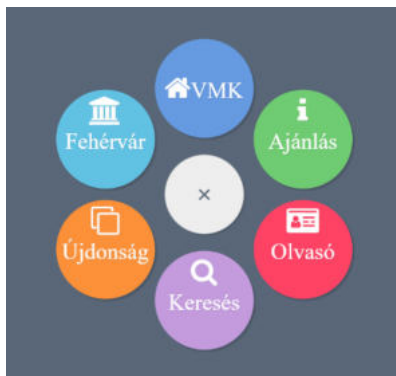 VMK
Fehérvár
Ajánlás
×
Újdonság
Olvasó
Keresés